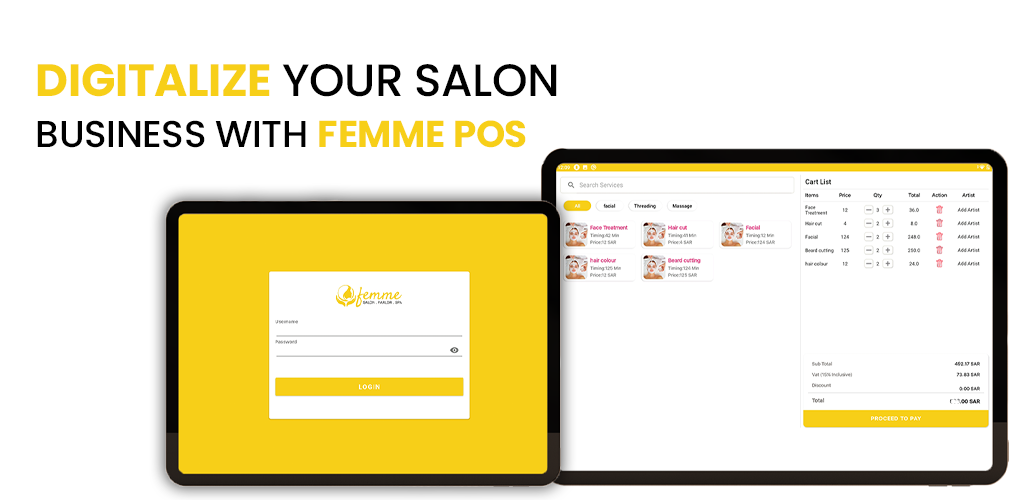 DIGITALIZE YOUR SALON
BUSINESS WITH FEMME POS
femme
SALON . PARLOR . SPA
Username
Password
LOGIN
Search Services
All facial Threading Massage
Face Treatment
Timing:62 Min
Price:12 SAR
Hair cut
Timing:61 Min
Price:4 SAR
Facial
Timing:12 Min
Price:124 SAR
hair colour
Timing:125 Min
Price:12 SAR
Beard cutting
Timing:126 Min
Price:125 SAR
Cart List
Items Price Qty Total Action Artist
Face Treatment 12 3 36.0 Add Artist
Hair cut 4 2 8.0 Add Artist
Facial 124 2 248.0 Add Artist
Beard cutting 125 2 250.0 Add Artist
hair colour 12 2 24.0 Add Artist
Sub Total 492.17 SAR
Vat (15% Inclusive) 73.83 SAR
Discount 0.00 SAR
Total
PROCEED TO PAY